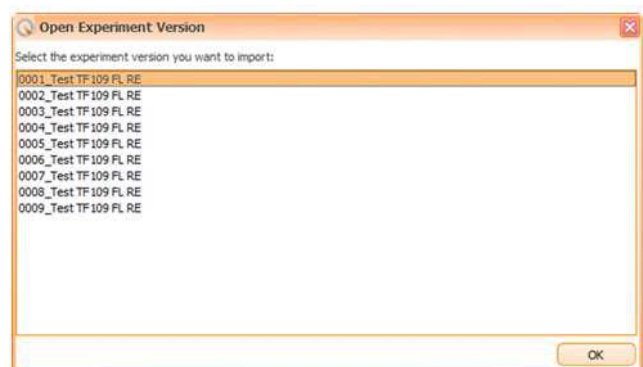 Open Experiment Version
Select the experiment version you want to import:
0001_Test TF109 FL RE
0002_Test TF109 FL RE
0003_Test TF109 FL RE
0004_Test TF109 FL RE
0005_Test TF109 FL RE
0006_Test TF109 FL RE
0007_Test TF109 FL RE
0008_Test TF109 FL RE
0009_Test TF109 FL RE
OK